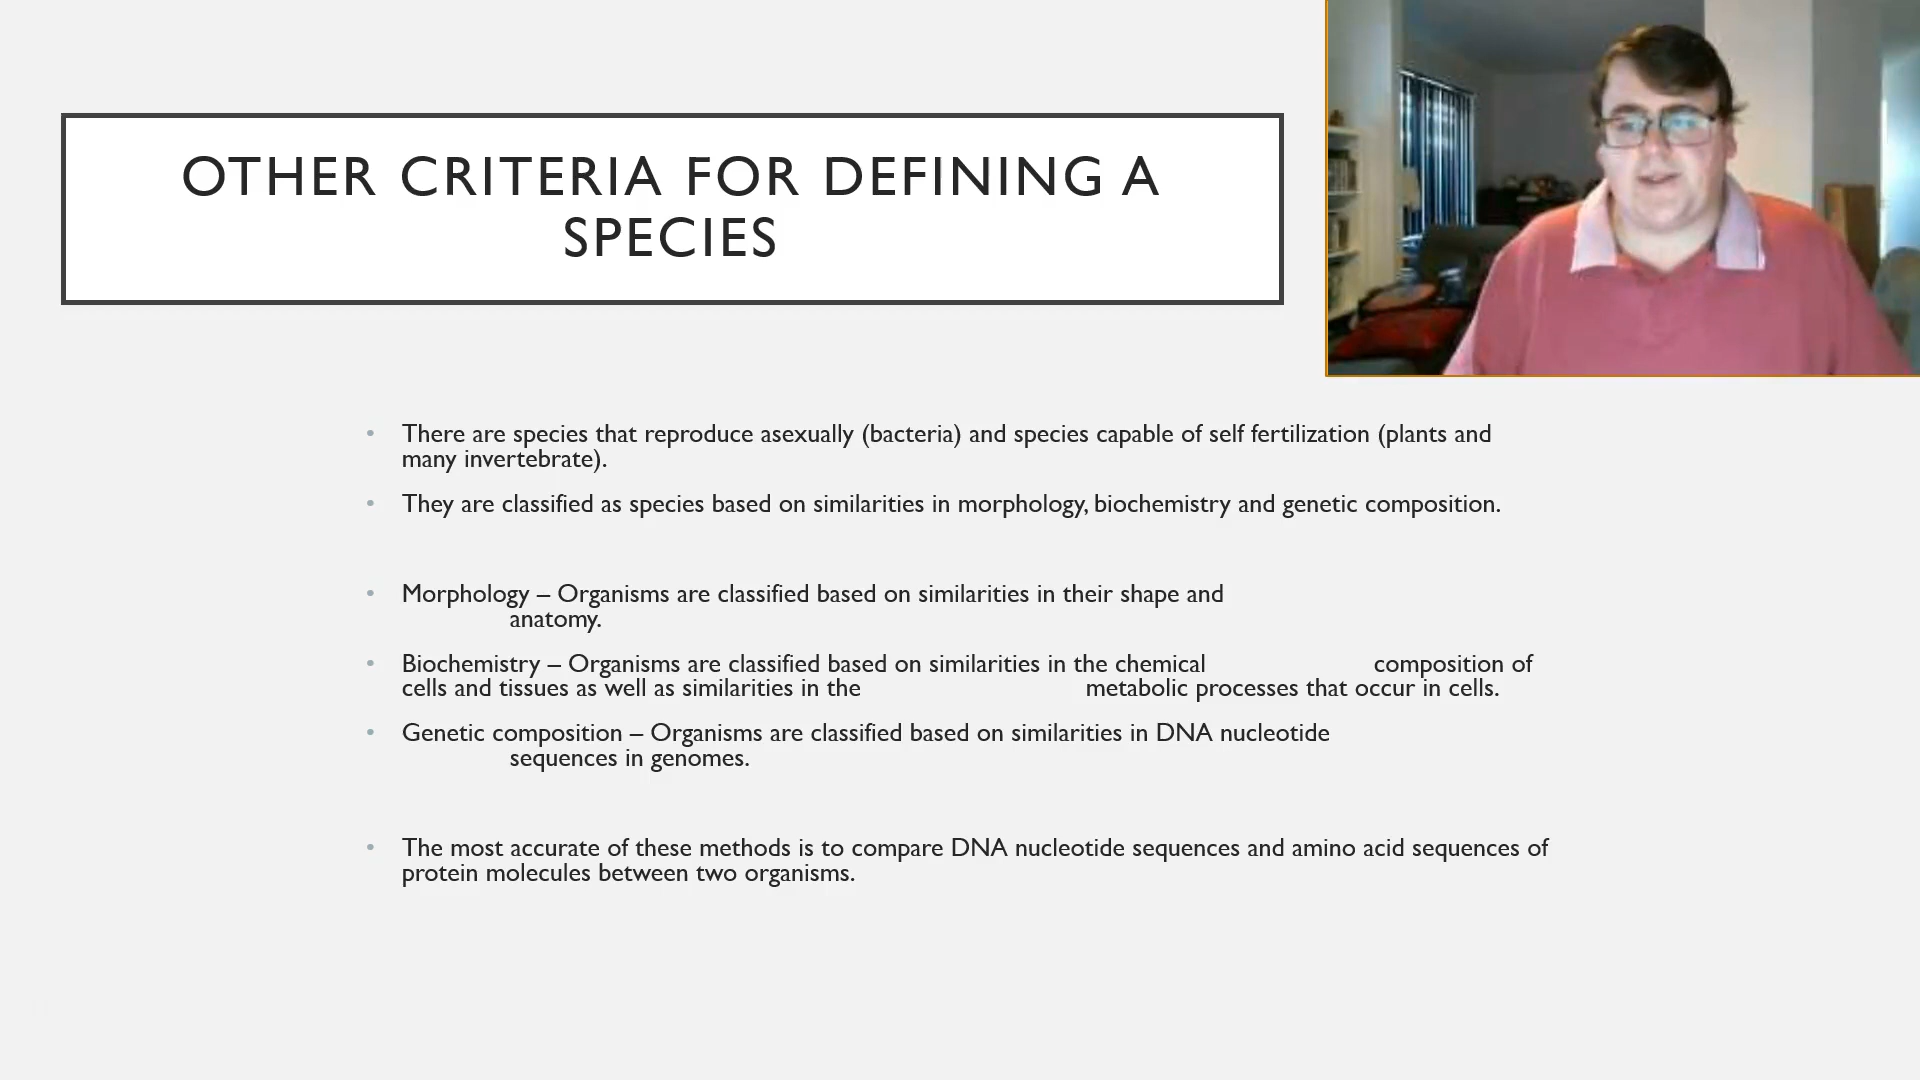 OTHER CRITERIA FOR DEFINING A
SPECIES
• There are species that reproduce asexually (bacteria) and species capable of self fertilization (plants and
many invertebrate).
• They are classified as species based on similarities in morphology, biochemistry and genetic composition.
• Morphology – Organisms are classified based on similarities in their shape and
anatomy.
• Biochemistry – Organisms are classified based on similarities in the chemical composition of
cells and tissues as well as similarities in the metabolic processes that occur in cells.
• Genetic composition – Organisms are classified based on similarities in DNA nucleotide
sequences in genomes.
• The most accurate of these methods is to compare DNA nucleotide sequences and amino acid sequences of
protein molecules between two organisms.